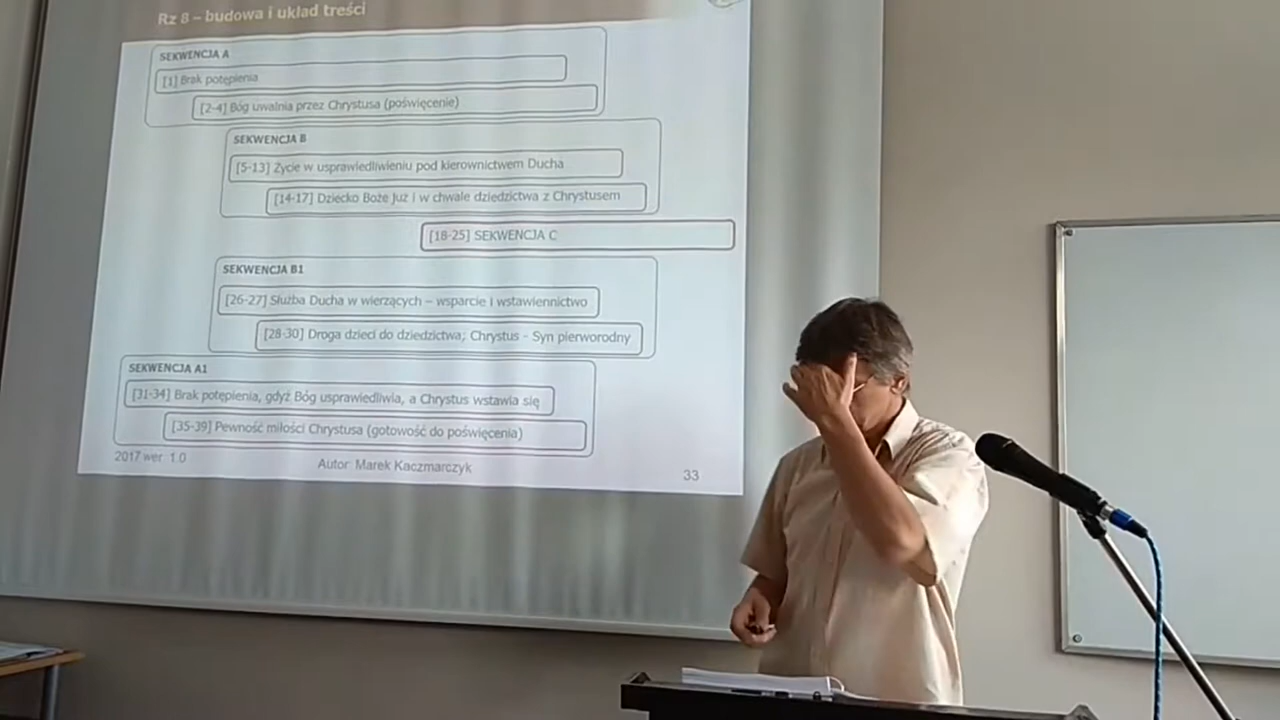 Rz 8 – budowa i układ treści
SEKWENCJA A
[1] Brak potępienia
[2-4] Bóg uwalnia przez Chrystusa (poświęcenie)
SEKWENCJA B
[5-13] Życie w usprawiedliwieniu pod kierownictwem Ducha
[14-17] Dziecko Boże już i w chwale dziedzictwa z Chrystusem
[18-25] SEKWENCJA C
SEKWENCJA B1
[26-27] Służba Ducha w wierzących – wsparcie i wstawiennictwo
[28-30] Droga dzieci do dziedzictwa; Chrystus - Syn pierworodny
SEKWENCJA A1
[31-34] Brak potępienia, gdyż Bóg usprawiedliwia, a Chrystus wstawia się
[35-39] Pewność miłości Chrystusa (gotowość do poświęcenia)
2017 wer. 1.0
Autor: Marek Kaczmarczyk
33